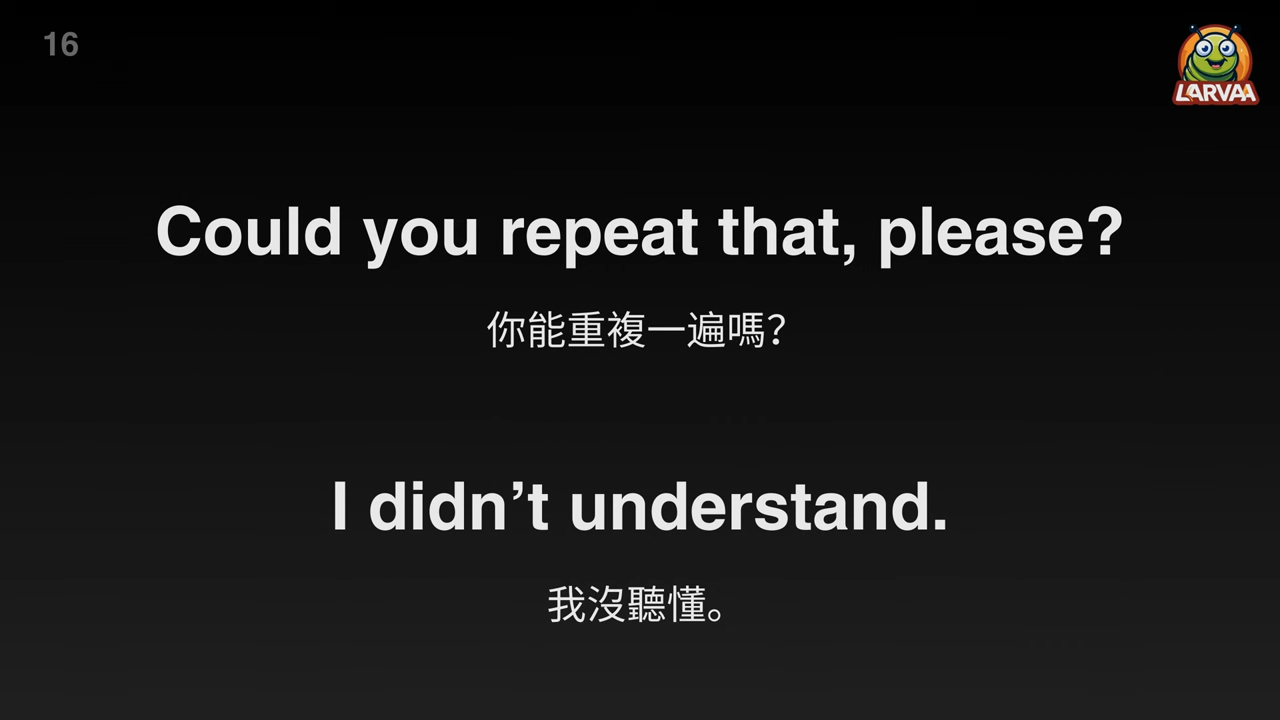 16
LARVAA
Could you repeat that, please?
你能重複一遍嗎？
I didn’t understand.
我沒聽懂。